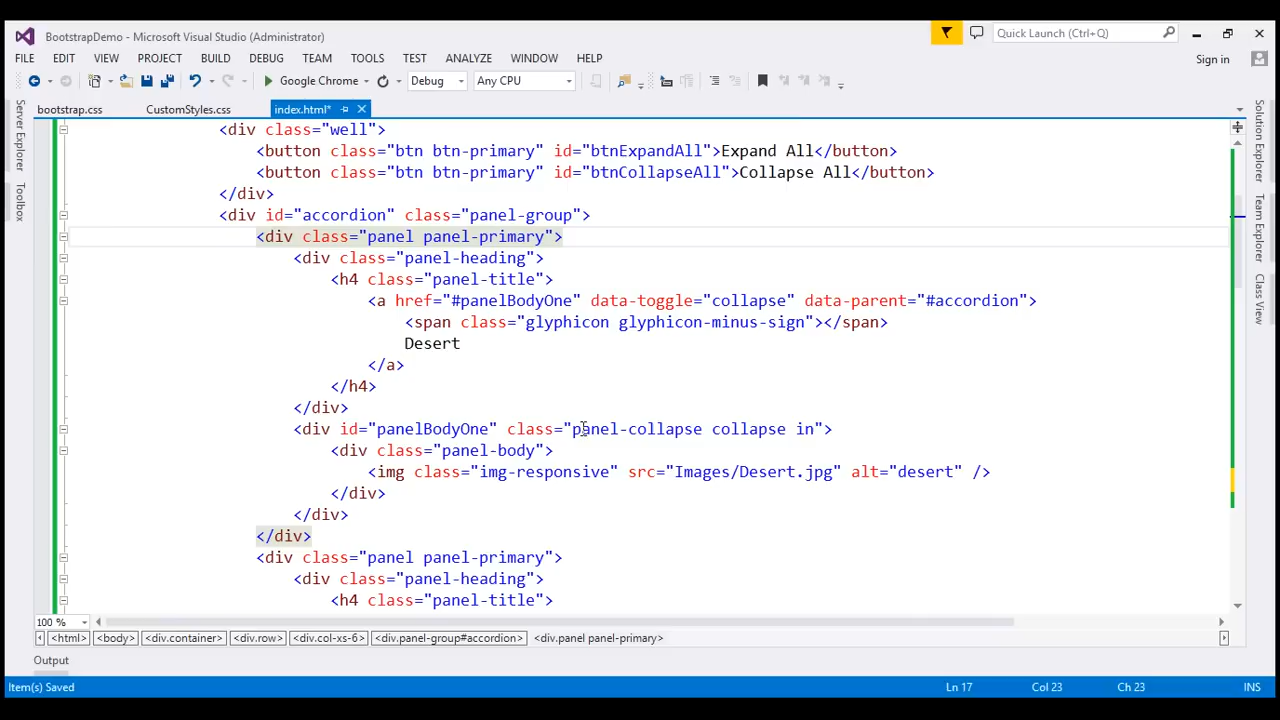 BootstrapDemo - Microsoft Visual Studio (Administrator)
Quick Launch (Ctrl+Q)
FILE EDIT VIEW PROJECT BUILD DEBUG TEAM TOOLS TEST ANALYZE WINDOW HELP
Sign in
Google Chrome Debug Any CPU
bootstrap.css CustomStyles.css index.html*
Server Explorer
Toolbox
Solution Explorer
Team Explorer
Class View
<div class="well">
<button class="btn btn-primary" id="btnExpandAll">Expand All</button>
<button class="btn btn-primary" id="btnCollapseAll">Collapse All</button>
</div>
<div id="accordion" class="panel-group">
<div class="panel panel-primary">
<div class="panel-heading">
<h4 class="panel-title">
<a href="#panelBodyOne" data-toggle="collapse" data-parent="#accordion">
<span class="glyphicon glyphicon-minus-sign"></span>
Desert
</a>
</h4>
</div>
<div id="panelBodyOne" class="panel-collapse collapse in">
<div class="panel-body">
<img class="img-responsive" src="Images/Desert.jpg" alt="desert" />
</div>
</div>
</div>
<div class="panel panel-primary">
<div class="panel-heading">
<h4 class="panel-title">
100 %
<html> <body> <div.container> <div.row> <div.col-xs-6> <div.panel-group#accordion> <div.panel panel-primary>
Output
Item(s) Saved Ln 17 Col 23 Ch 23 INS